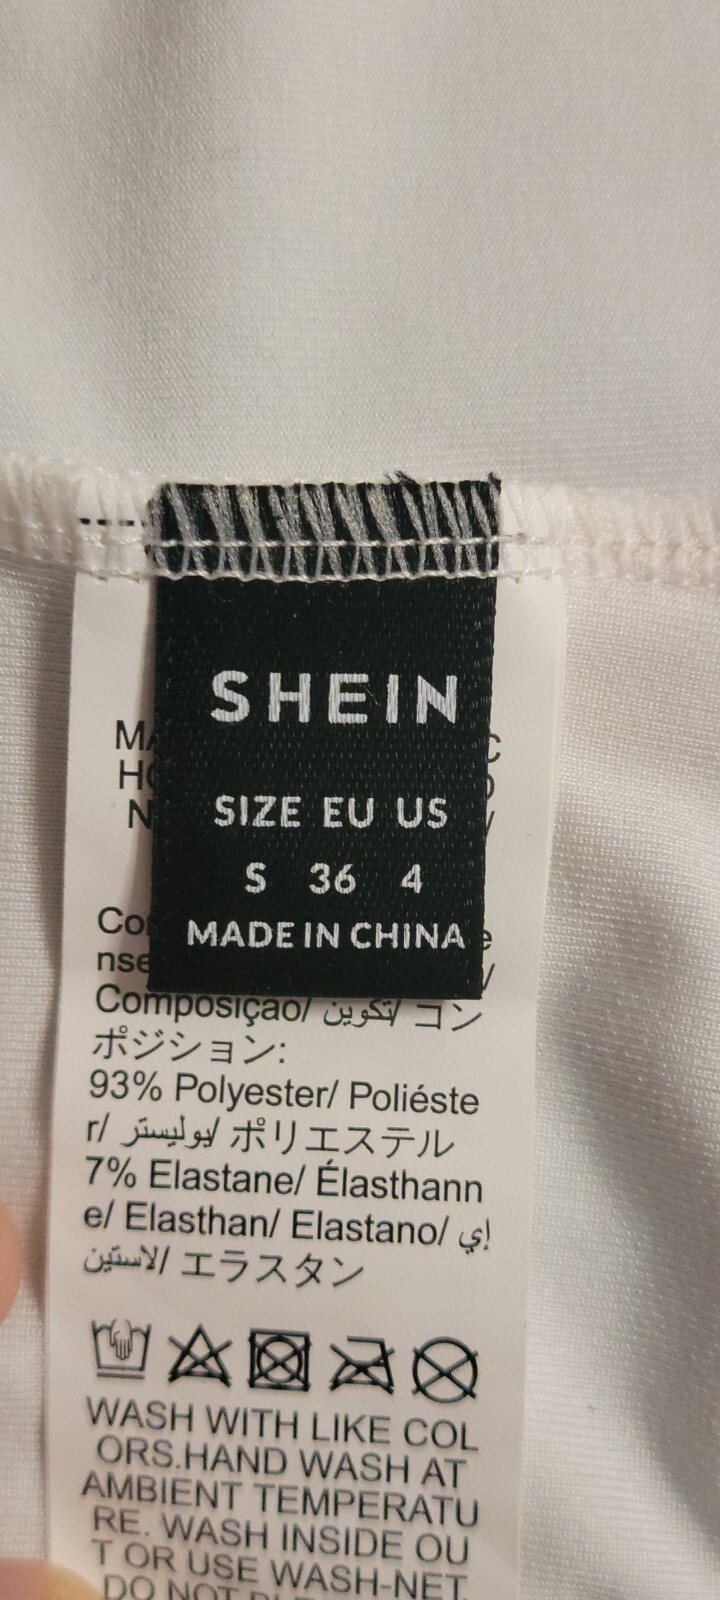 SHEIN
SIZE EU US
S 36 4
MADE IN CHINA
Composição/ تكوين/ コン
ポジション:
93% Polyester/ Poliéste
r/ بوليستر/ ポリエステル
7% Elastane/ Élasthann
e/ Elasthan/ Elastano/ إي
لاستين/ エラスタン
WASH WITH LIKE COL
ORS.HAND WASH AT
AMBIENT TEMPERATU
RE. WASH INSIDE OU
T OR USE WASH-NET.
DO NOT